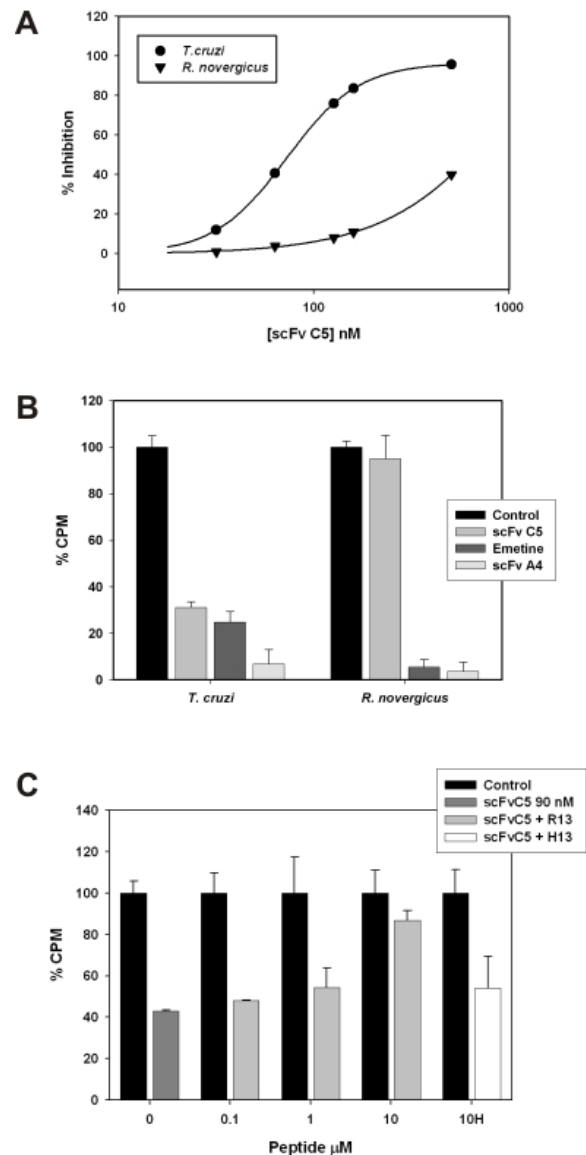 A
120
100
80
60
40
20
0
% Inhibition
T.cruzi
R. novergicus
10
100
1000
[scFv C5] nM
B
120
100
80
60
40
20
0
% CPM
Control
scFv C5
Emetine
scFv A4
T. cruzi
R. novergicus
C
140
120
100
80
60
40
20
0
% CPM
Control
scFvC5 90 nM
scFvC5 + R13
scFvC5 + H13
0
0.1
1
10
10H
Peptide µM